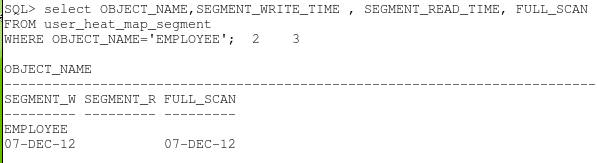 SQL> select OBJECT_NAME,SEGMENT_WRITE_TIME , SEGMENT_READ_TIME, FULL_SCAN
FROM user_heat_map_segment
WHERE OBJECT_NAME='EMPLOYEE';  2    3
OBJECT_NAME
--------------------------------------------------------------------------------
SEGMENT_W SEGMENT_R FULL_SCAN
--------- --------- ---------
EMPLOYEE
07-DEC-12           07-DEC-12